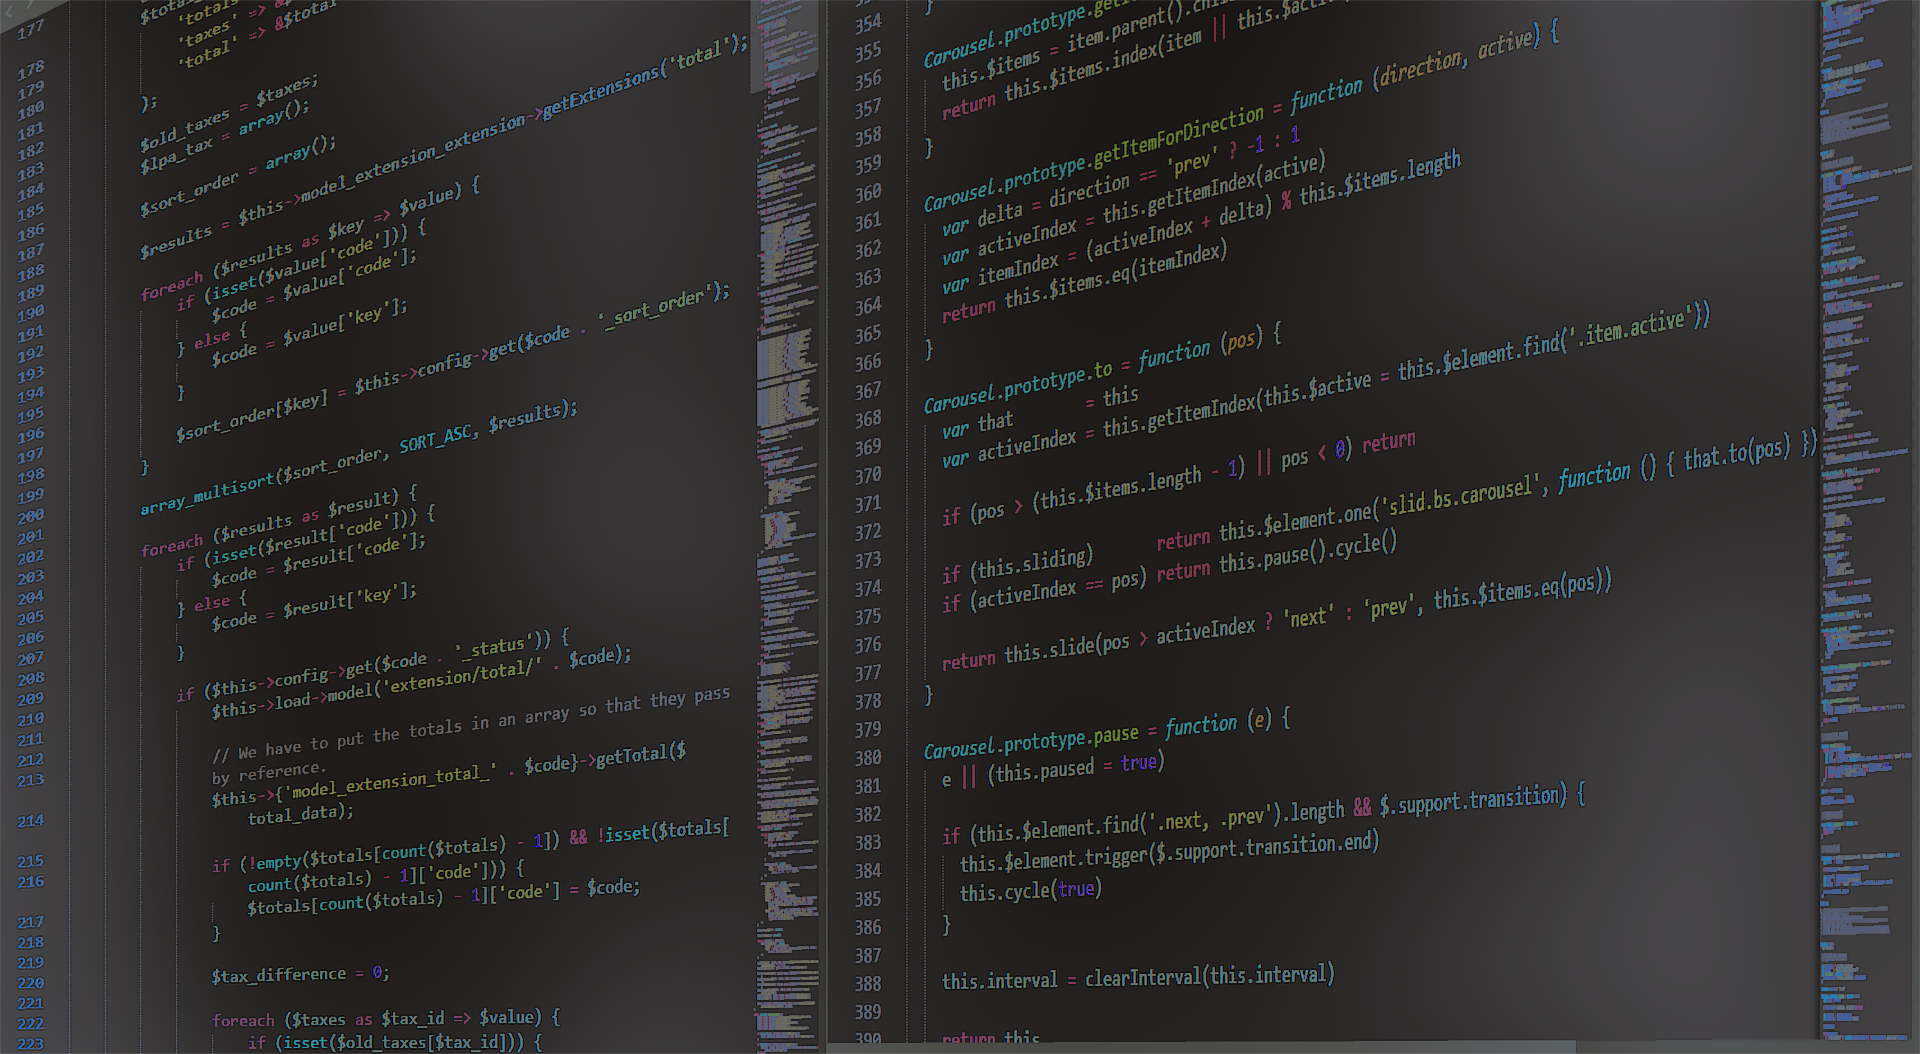 177
178
179
180
181
182
183
184
185
186
187
188
189
190
191
192
193
194
195
196
197
198
199
200
201
202
203
204
205
206
207
208
209
210
211
212
213
214
215
216
217
218
219
220
221
222
223
'totals'
'taxes' =>
'total' => &$total
);
$old_taxes = $taxes;
$lpa_tax = array();
$sort_order = array();
$results = $this->model_extension_extension->getExtensions('total');
foreach ($results as $key => $value) {
if (isset($value['code'])) {
$code = $value['code'];
} else {
$code = $value['key'];
}
$sort_order[$key] = $this->config->get($code . '_sort_order');
}
array_multisort($sort_order, SORT_ASC, $results);
foreach ($results as $result) {
if (isset($result['code'])) {
$code = $result['code'];
} else {
$code = $result['key'];
}
if ($this->config->get($code . '_status')) {
$this->load->model('extension/total/' . $code);
// We have to put the totals in an array so that they pass
by reference.
$this->{'model_extension_total_' . $code}->getTotal($
total_data);
if (!empty($totals[count($totals) - 1]) && !isset($totals[
count($totals) - 1]['code'])) {
$totals[count($totals) - 1]['code'] = $code;
}
$tax_difference = 0;
foreach ($taxes as $tax_id => $value) {
if (isset($old_taxes[$tax_id])) {
354
355
356
357
358
359
360
361
362
363
364
365
366
367
368
369
370
371
372
373
374
375
376
377
378
379
380
381
382
383
384
385
386
387
388
389
390
}
Carousel.prototype.
this.$items = item.parent()
return this.$items.index(item || this.
}
Carousel.prototype.getItemForDirection = function (direction, active) {
var delta = direction == 'prev' ? -1 : 1
var activeIndex = this.getItemIndex(active)
var itemIndex = (activeIndex + delta) % this.$items.length
return this.$items.eq(itemIndex)
}
Carousel.prototype.to = function (pos) {
var that = this
var activeIndex = this.getItemIndex(this.$active = this.$element.find('.item.active'))
if (pos > (this.$items.length - 1) || pos < 0) return
if (this.sliding) return this.$element.one('slid.bs.carousel', function () { that.to(pos) })
if (activeIndex == pos) return this.pause().cycle()
return this.slide(pos > activeIndex ? 'next' : 'prev', this.$items.eq(pos))
}
Carousel.prototype.pause = function (e) {
e || (this.paused = true)
if (this.$element.find('.next, .prev').length && $.support.transition) {
this.$element.trigger($.support.transition.end)
this.cycle(true)
}
this.interval = clearInterval(this.interval)
return this